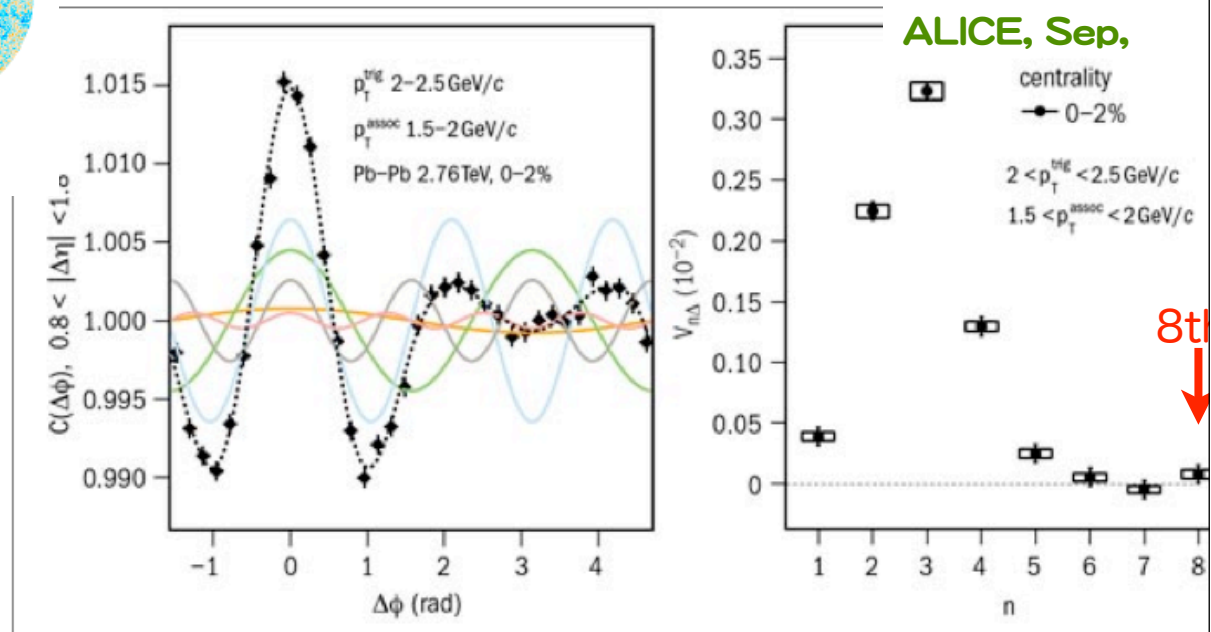 ALICE, Sep,
C(Δϕ), 0.8 < |Δη| <1.8
1.015
1.010
1.005
1.000
0.995
0.990
p_T^trig 2–2.5 GeV/c
p_T^assoc 1.5–2 GeV/c
Pb–Pb 2.76 TeV, 0–2%
−1 0 1 2 3 4
Δϕ (rad)
V_nΔ (10^−2)
0.35
0.30
0.25
0.20
0.15
0.10
0.05
0
centrality
0–2%
2 < p_T^trig < 2.5 GeV/c
1.5 < p_T^assoc < 2 GeV/c
8th
1 2 3 4 5 6 7 8
n